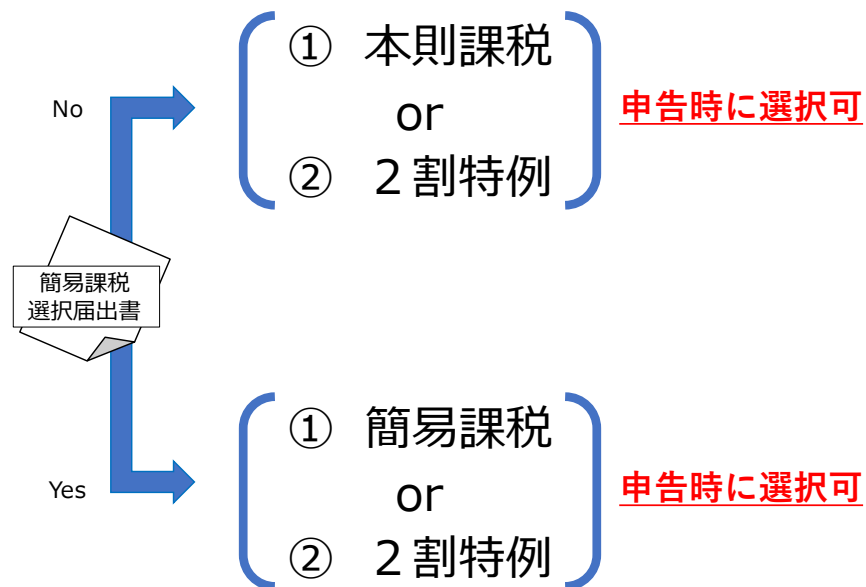 ① 本則課税
No
申告時に選択可
or
② ２割特例
簡易課税
選択届出書
① 簡易課税
Yes
申告時に選択可
or
② ２割特例